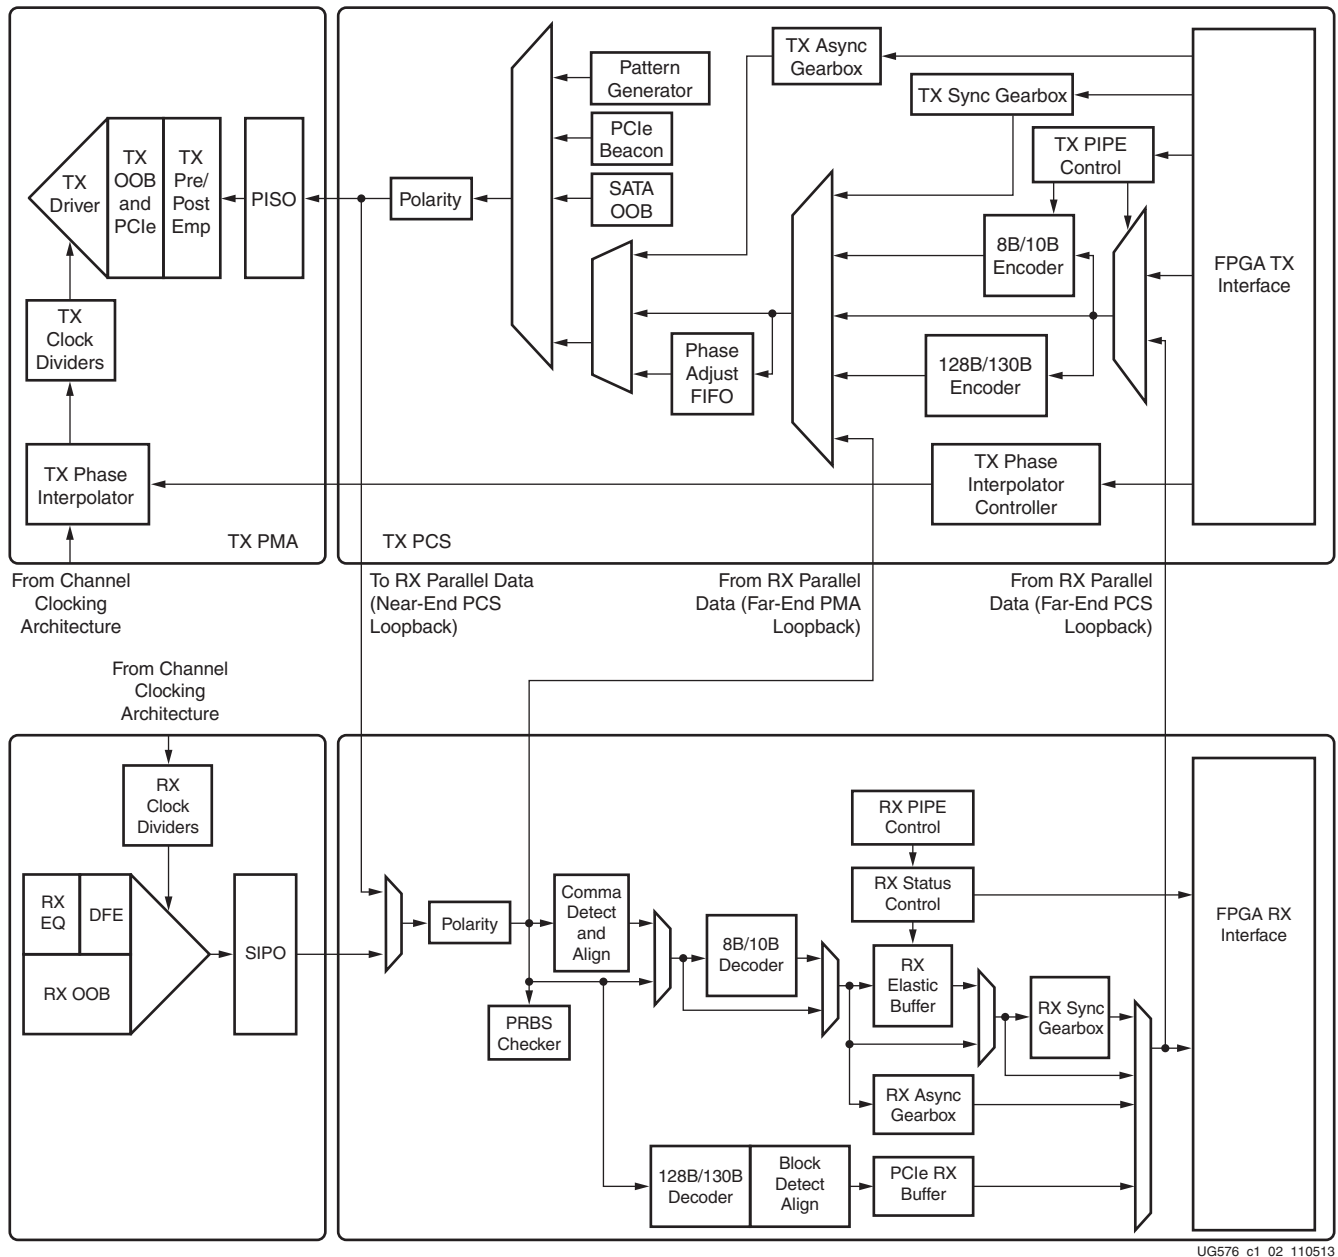 TX Async
Gearbox
Pattern
Generator
TX Sync Gearbox
PCIe
Beacon
TX PIPE
Control
TX
Driver
TX
OOB
and
PCIe
TX
Pre/
Post
Emp
PISO
Polarity
SATA
OOB
8B/10B
Encoder
FPGA TX
Interface
TX
Clock
Dividers
Phase
Adjust
FIFO
128B/130B
Encoder
TX Phase
Interpolator
TX Phase
Interpolator
Controller
TX PMA
TX PCS
From Channel
Clocking
Architecture
To RX Parallel Data
(Near-End PCS
Loopback)
From RX Parallel
Data (Far-End PMA
Loopback)
From RX Parallel
Data (Far-End PCS
Loopback)
From Channel
Clocking
Architecture
RX
Clock
Dividers
RX PIPE
Control
RX Status
Control
RX
EQ
DFE
RX OOB
SIPO
Polarity
Comma
Detect
and
Align
8B/10B
Decoder
RX
Elastic
Buffer
FPGA RX
Interface
PRBS
Checker
RX Sync
Gearbox
RX Async
Gearbox
128B/130B
Decoder
Block
Detect
Align
PCIe RX
Buffer
UG576_c1_02_110513